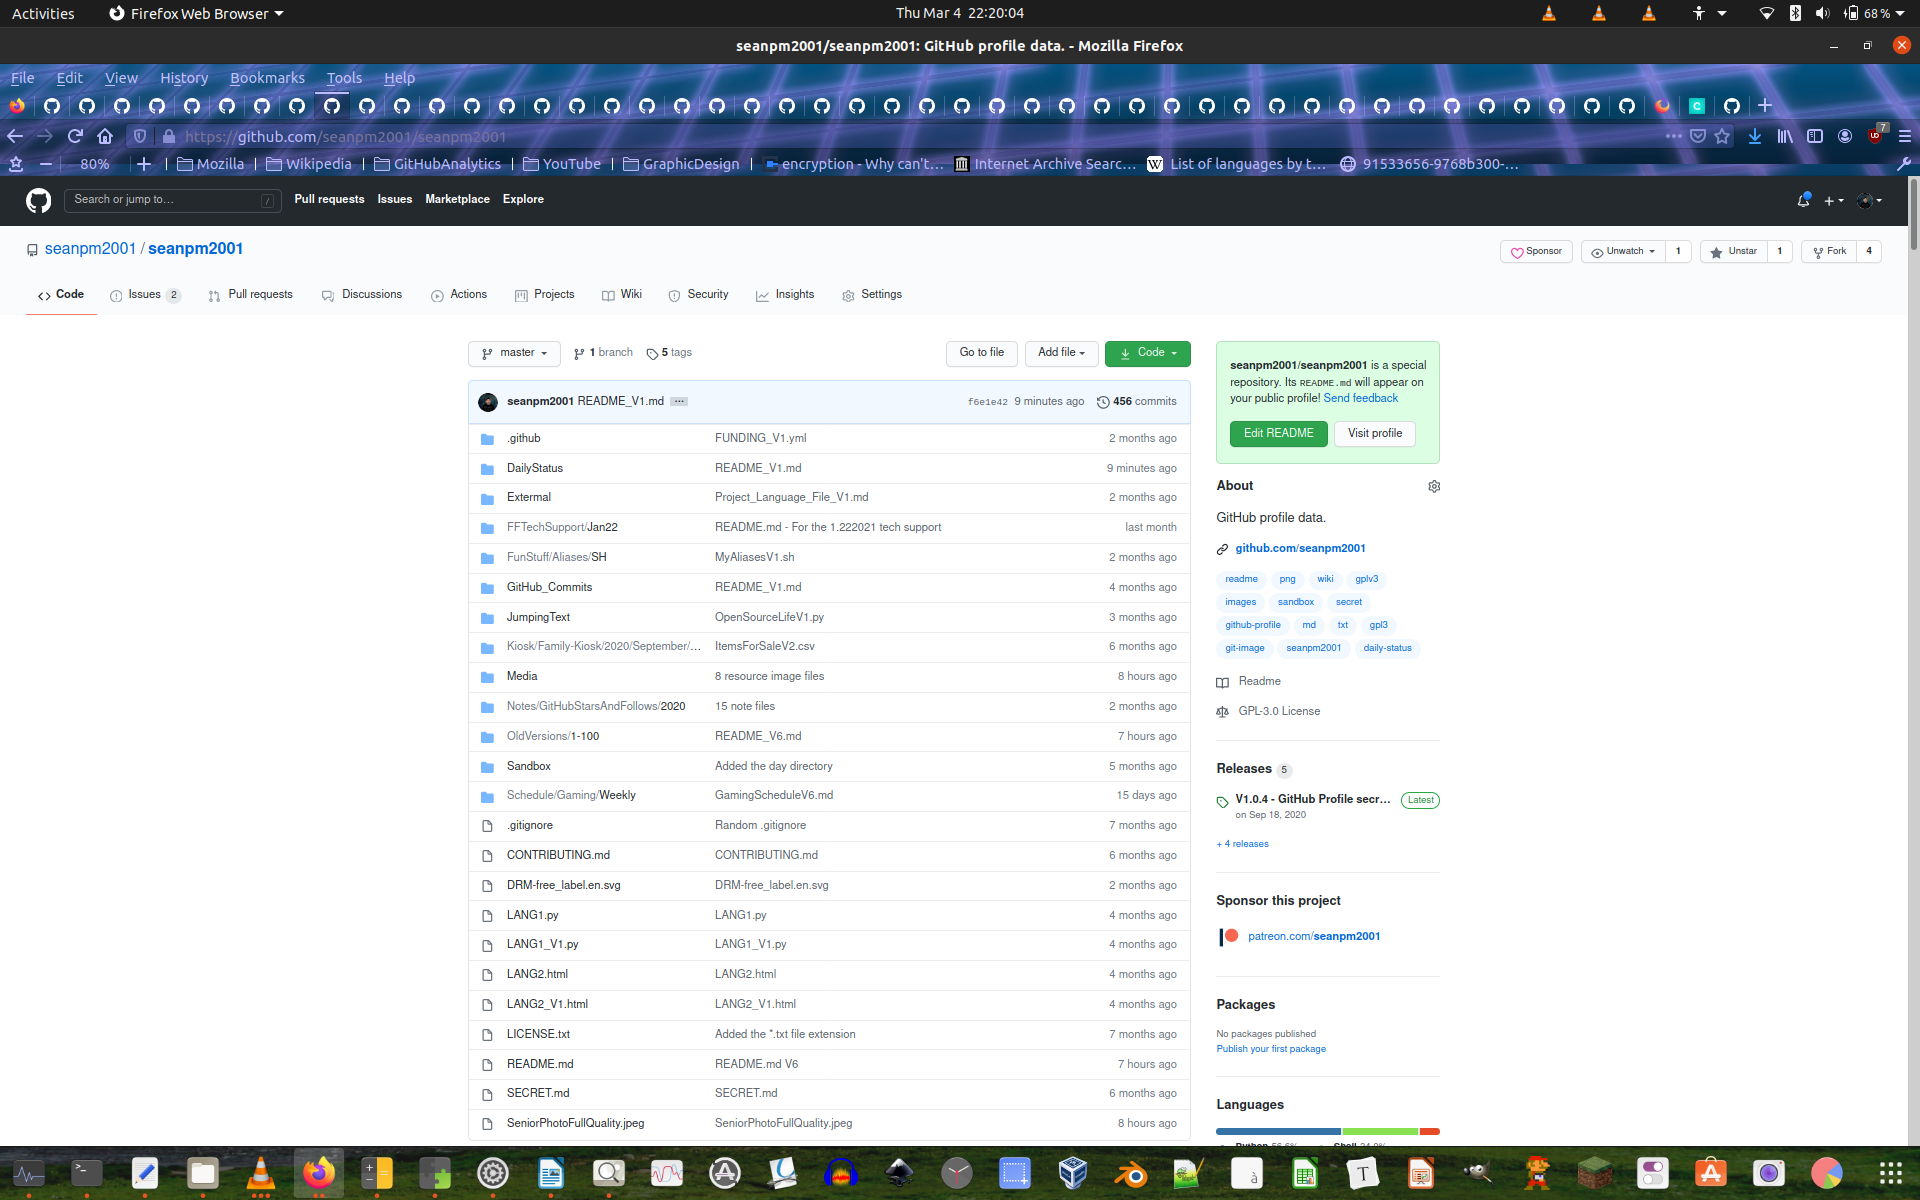 Activities
Firefox Web Browser
Thu Mar 4 22:20:04
68 %
seanpm2001/seanpm2001: GitHub profile data. - Mozilla Firefox
File Edit View History Bookmarks Tools Help
https://github.com/seanpm2001/seanpm2001
7
80%
Mozilla
Wikipedia
GitHubAnalytics
YouTube
GraphicDesign
encryption - Why can't…
Internet Archive Searc…
List of languages by t…
91533656-9768b300-…
Search or jump to…
/
Pull requests
Issues
Marketplace
Explore
seanpm2001 / seanpm2001
Sponsor
Unwatch 1
Unstar 1
Fork 4
Code
Issues 2
Pull requests
Discussions
Actions
Projects
Wiki
Security
Insights
Settings
master
1 branch
5 tags
Go to file
Add file
Code
seanpm2001 README_V1.md
f6e1e42 9 minutes ago
456 commits
.github FUNDING_V1.yml 2 months ago
DailyStatus README_V1.md 9 minutes ago
Extermal Project_Language_File_V1.md 2 months ago
FFTechSupport/Jan22 README.md - For the 1.222021 tech support last month
FunStuff/Aliases/SH MyAliasesV1.sh 2 months ago
GitHub_Commits README_V1.md 4 months ago
JumpingText OpenSourceLifeV1.py 3 months ago
Kiosk/Family-Kiosk/2020/September/… ItemsForSaleV2.csv 6 months ago
Media 8 resource image files 8 hours ago
Notes/GitHubStarsAndFollows/2020 15 note files 2 months ago
OldVersions/1-100 README_V6.md 7 hours ago
Sandbox Added the day directory 5 months ago
Schedule/Gaming/Weekly GamingScheduleV6.md 15 days ago
.gitignore Random .gitignore 7 months ago
CONTRIBUTING.md CONTRIBUTING.md 6 months ago
DRM-free_label.en.svg DRM-free_label.en.svg 2 months ago
LANG1.py LANG1.py 4 months ago
LANG1_V1.py LANG1_V1.py 4 months ago
LANG2.html LANG2.html 4 months ago
LANG2_V1.html LANG2_V1.html 4 months ago
LICENSE.txt Added the *.txt file extension 7 months ago
README.md README.md V6 7 hours ago
SECRET.md SECRET.md 6 months ago
SeniorPhotoFullQuality.jpeg SeniorPhotoFullQuality.jpeg 8 hours ago
seanpm2001/seanpm2001 is a special
repository. Its README.md will appear on
your public profile! Send feedback
Edit README
Visit profile
About
GitHub profile data.
github.com/seanpm2001
readme png wiki gplv3
images sandbox secret
github-profile md txt gpl3
git-image seanpm2001 daily-status
Readme
GPL-3.0 License
Releases 5
V1.0.4 - GitHub Profile secr… Latest
on Sep 18, 2020
+ 4 releases
Sponsor this project
patreon.com/seanpm2001
Packages
No packages published
Publish your first package
Languages